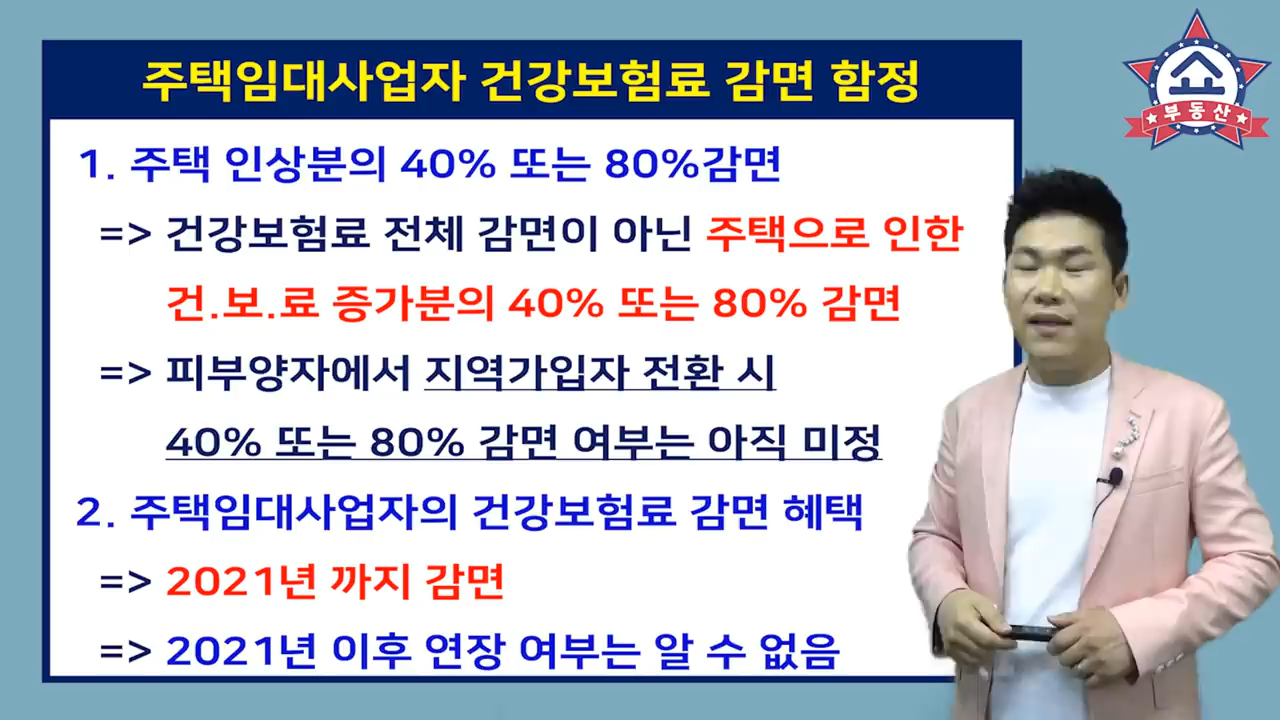 주택임대사업자 건강보험료 감면 함정
1. 주택 인상분의 40% 또는 80%감면
=> 건강보험료 전체 감면이 아닌 주택으로 인한
건.보.료 증가분의 40% 또는 80% 감면
=> 피부양자에서 지역가입자 전환 시
40% 또는 80% 감면 여부는 아직 미정
2. 주택임대사업자의 건강보험료 감면 혜택
=> 2021년 까지 감면
=> 2021년 이후 연장 여부는 알 수 없음
쇼
부동산